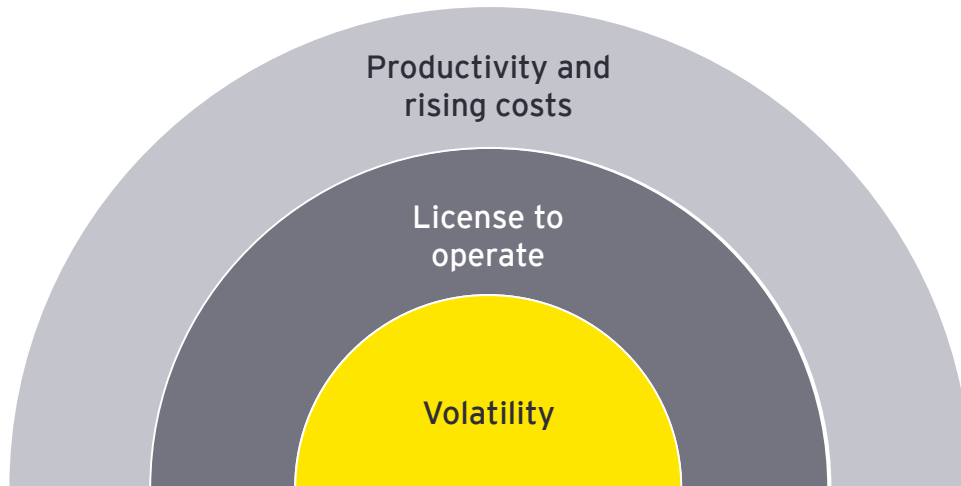 Productivity and
rising costs
License to
operate
Volatility